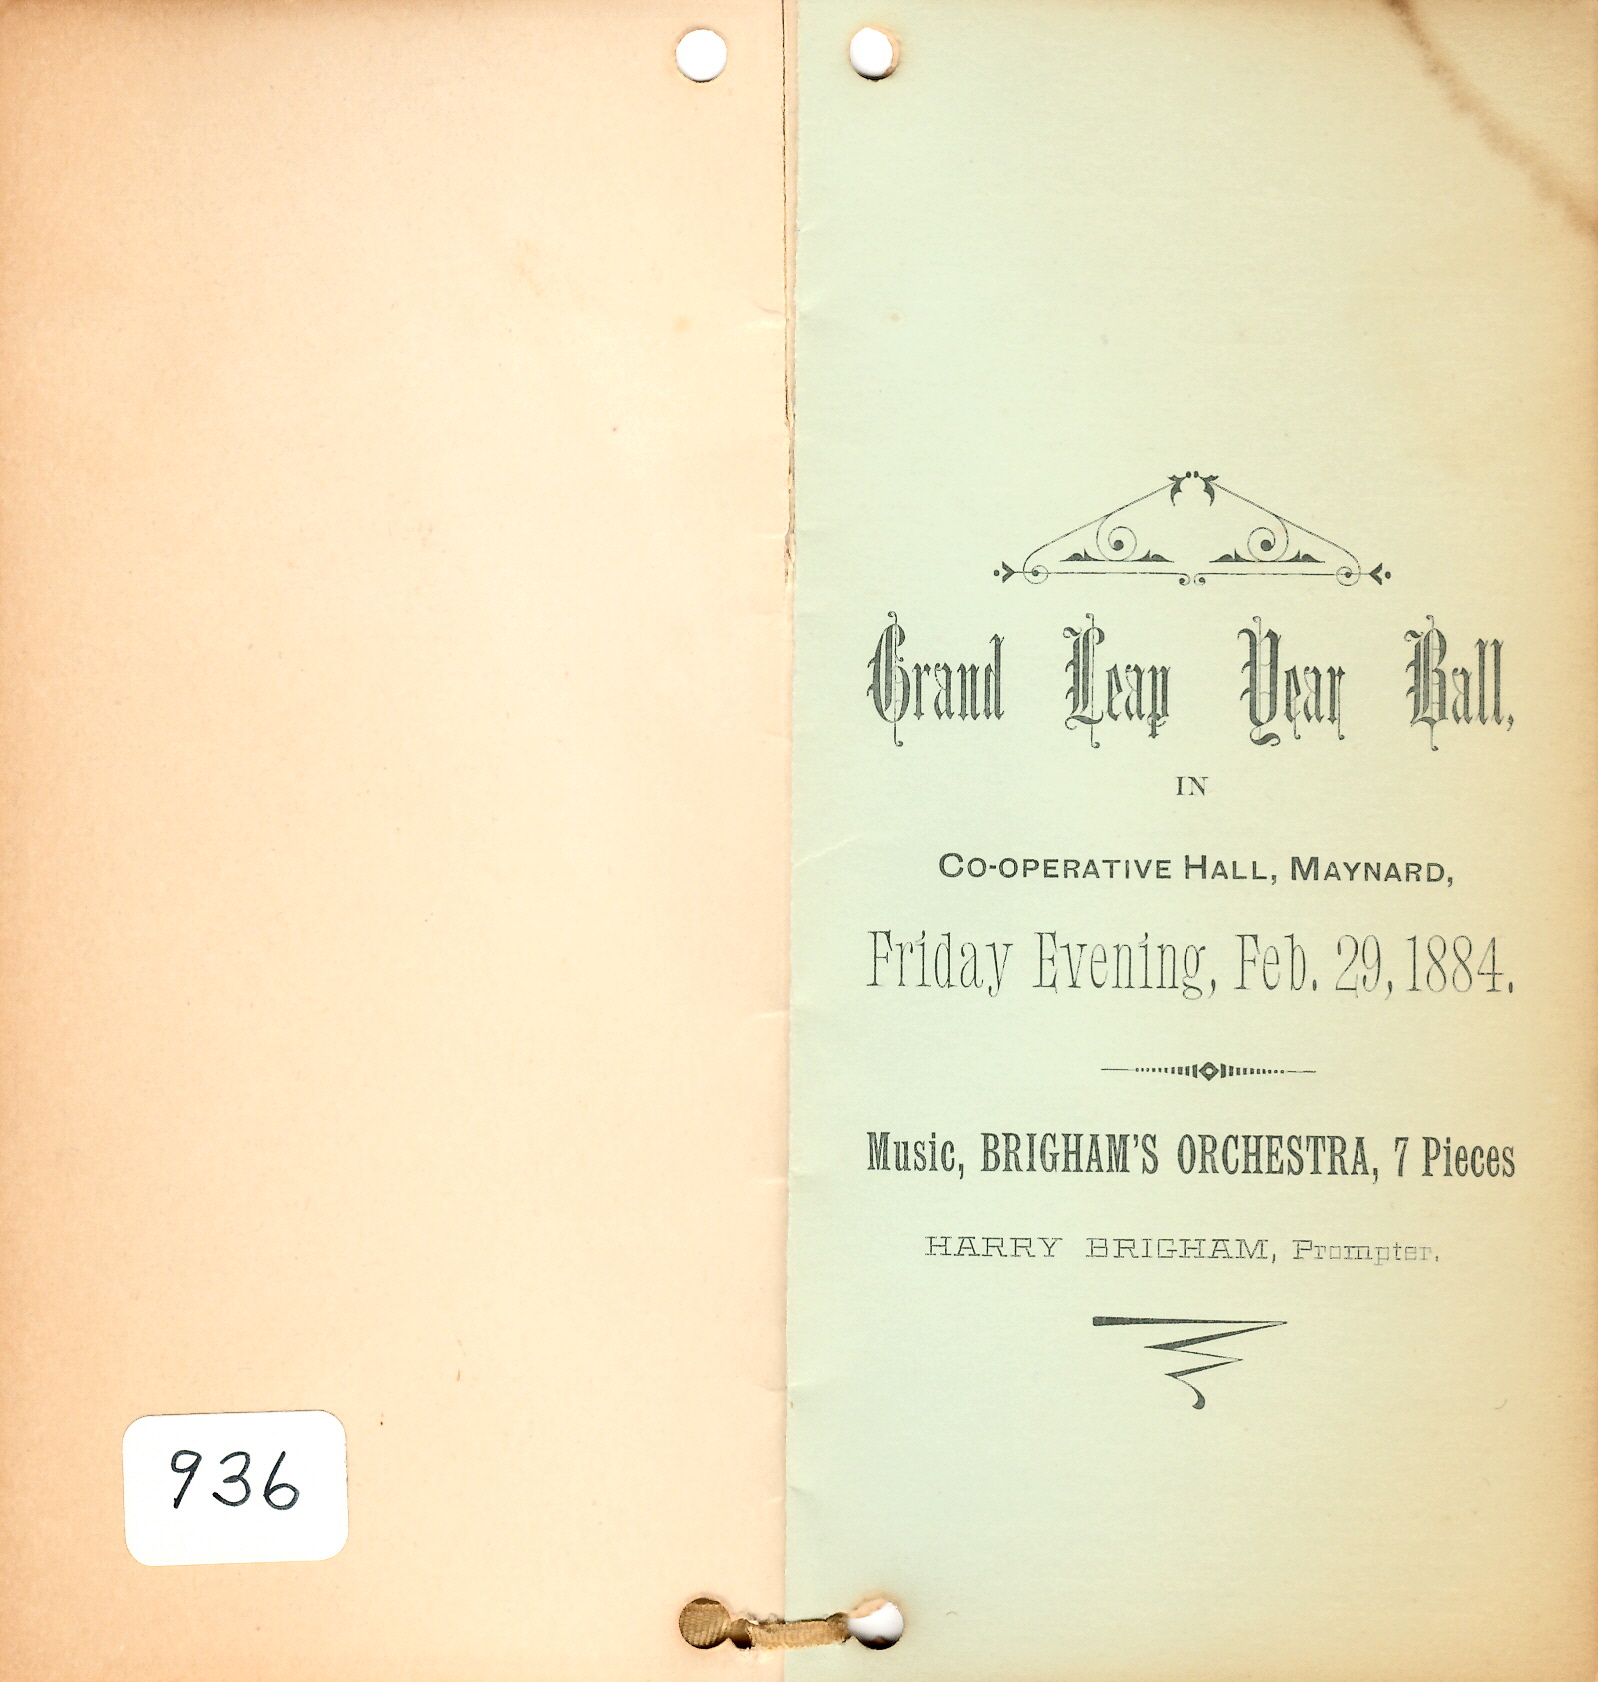 Grand Leap Year Ball,
IN
CO-OPERATIVE HALL, MAYNARD,
Friday Evening, Feb. 29, 1884.
Music, BRIGHAM'S ORCHESTRA, 7 Pieces
HARRY BRIGHAM, Prompter.
936